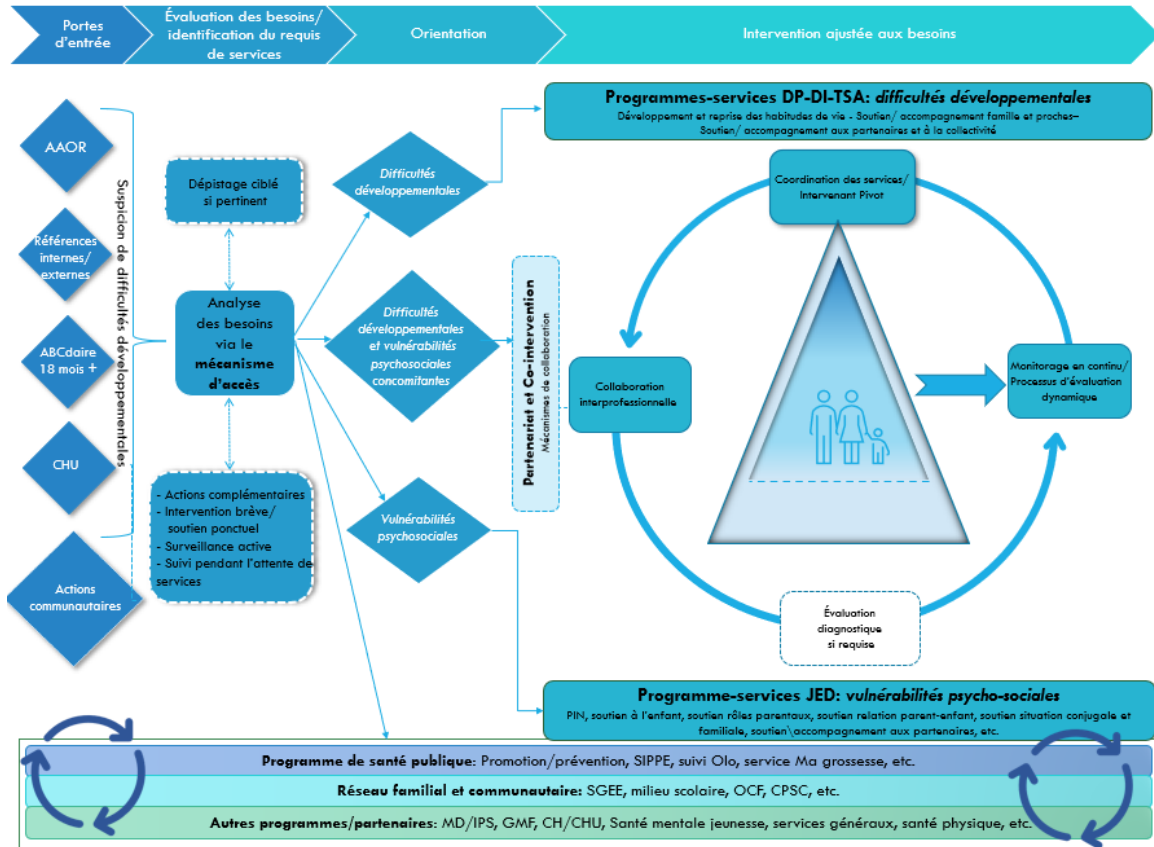 Portes
d'entrée
Évaluation des besoins/
identification du requis
de services
Orientation
Intervention ajustée aux besoins
AAOR
Références
internes/
externes
ABCdaire
18 mois +
CHU
Actions
communautaires
Suspicion de difficultés développementales
Dépistage ciblé
si pertinent
Analyse
des besoins
via le
mécanisme
d'accès
- Actions complémentaires
- Intervention brève/
soutien ponctuel
- Surveillance active
- Suivi pendant l'attente de
services
Difficultés
développementales
Difficultés
développementales
et vulnérabilités
psychosociales
concomitantes
Vulnérabilités
psychosociales
Partenariat et Co-intervention
Mécanismes de collaboration
Programmes-services DP-DI-TSA: difficultés développementales
Développement et reprise des habitudes de vie - Soutien/ accompagnement famille et proches–
Soutien/ accompagnement aux partenaires et à la collectivité
Coordination des services/
Intervenant Pivot
Collaboration
interprofessionnelle
Monitorage en continu/
Processus d'évaluation
dynamique
Évaluation
diagnostique
si requise
Programme-services JED: vulnérabilités psycho-sociales
PIN, soutien à l'enfant, soutien rôles parentaux, soutien relation parent-enfant, soutien situation conjugale et
familiale, soutien\accompagnement aux partenaires, etc.
Programme de santé publique: Promotion/prévention, SIPPE, suivi Olo, service Ma grossesse, etc.
Réseau familial et communautaire: SGEE, milieu scolaire, OCF, CPSC, etc.
Autres programmes/partenaires: MD/IPS, GMF, CH/CHU, Santé mentale jeunesse, services généraux, santé physique, etc.